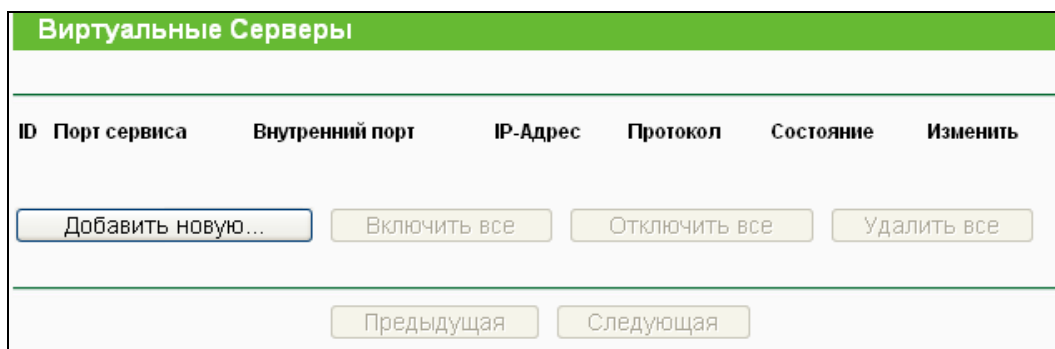 Виртуальные Серверы
ID Порт сервиса Внутренний порт IP-Адрес Протокол Состояние Изменить
Добавить новую... Включить все Отключить все Удалить все
Предыдущая Следующая